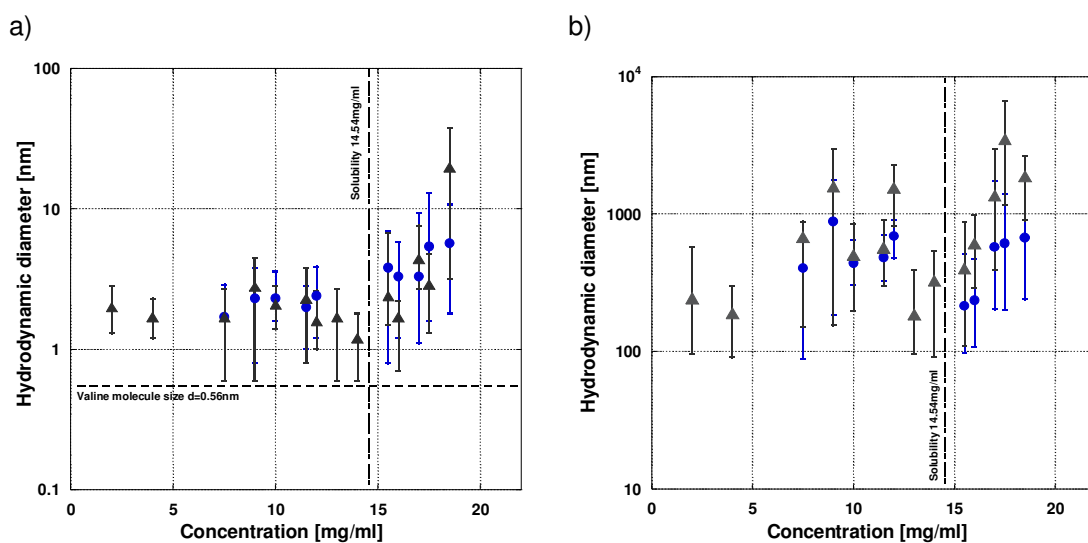 a)
100
10
1
0.1
Hydrodynamic diameter [nm]
Solubility 14.54mg/ml
Valine molecule size d=0.56nm
0 5 10 15 20
Concentration [mg/ml]
b)
10⁴
1000
100
10
Hydrodynamic diameter [nm]
Solubility 14.54mg/ml
0 5 10 15 20
Concentration [mg/ml]